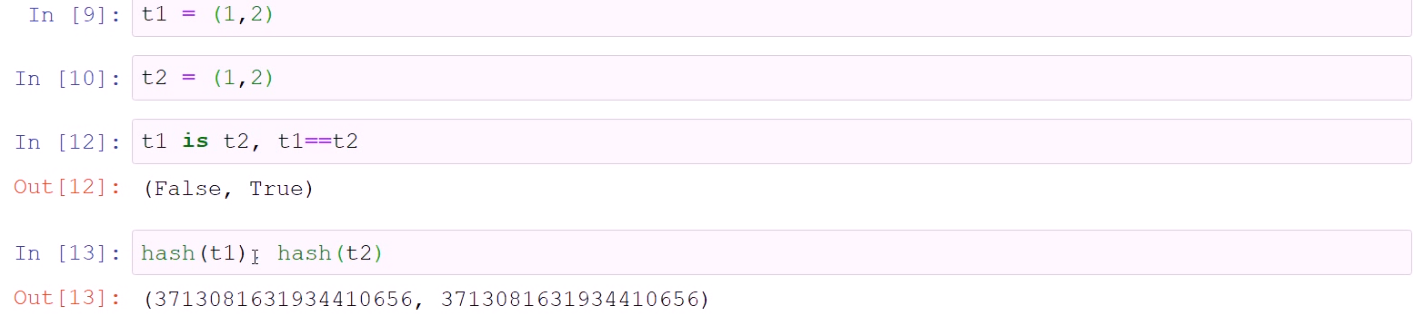 In [9]: t1 = (1,2)
In [10]: t2 = (1,2)
In [12]: t1 is t2, t1==t2
Out[12]: (False, True)
In [13]: hash(t1), hash(t2)
Out[13]: (3713081631934410656, 3713081631934410656)